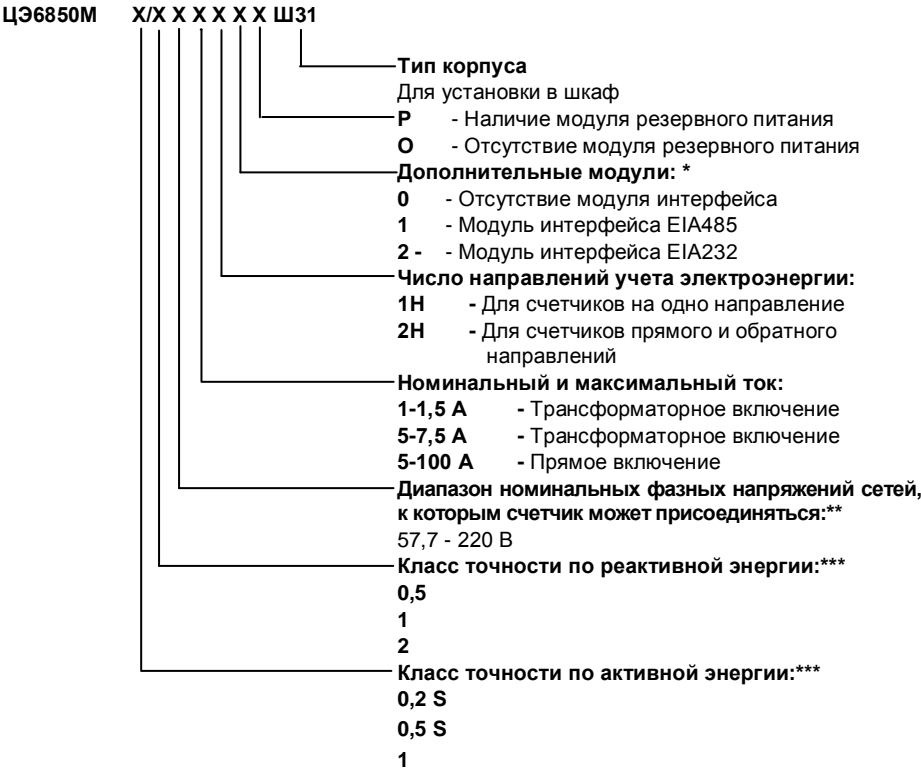 ЦЭ6850М X/X X X X X X Ш31
Тип корпуса
Для установки в шкаф
Р - Наличие модуля резервного питания
О - Отсутствие модуля резервного питания
Дополнительные модули: *
0 - Отсутствие модуля интерфейса
1 - Модуль интерфейса EIA485
2 - - Модуль интерфейса EIA232
Число направлений учета электроэнергии:
1Н - Для счетчиков на одно направление
2Н - Для счетчиков прямого и обратного
направлений
Номинальный и максимальный ток:
1-1,5 А - Трансформаторное включение
5-7,5 А - Трансформаторное включение
5-100 А - Прямое включение
Диапазон номинальных фазных напряжений сетей,
к которым счетчик может присоединяться:**
57,7 - 220 В
Класс точности по реактивной энергии:***
0,5
1
2
Класс точности по активной энергии:***
0,2 S
0,5 S
1